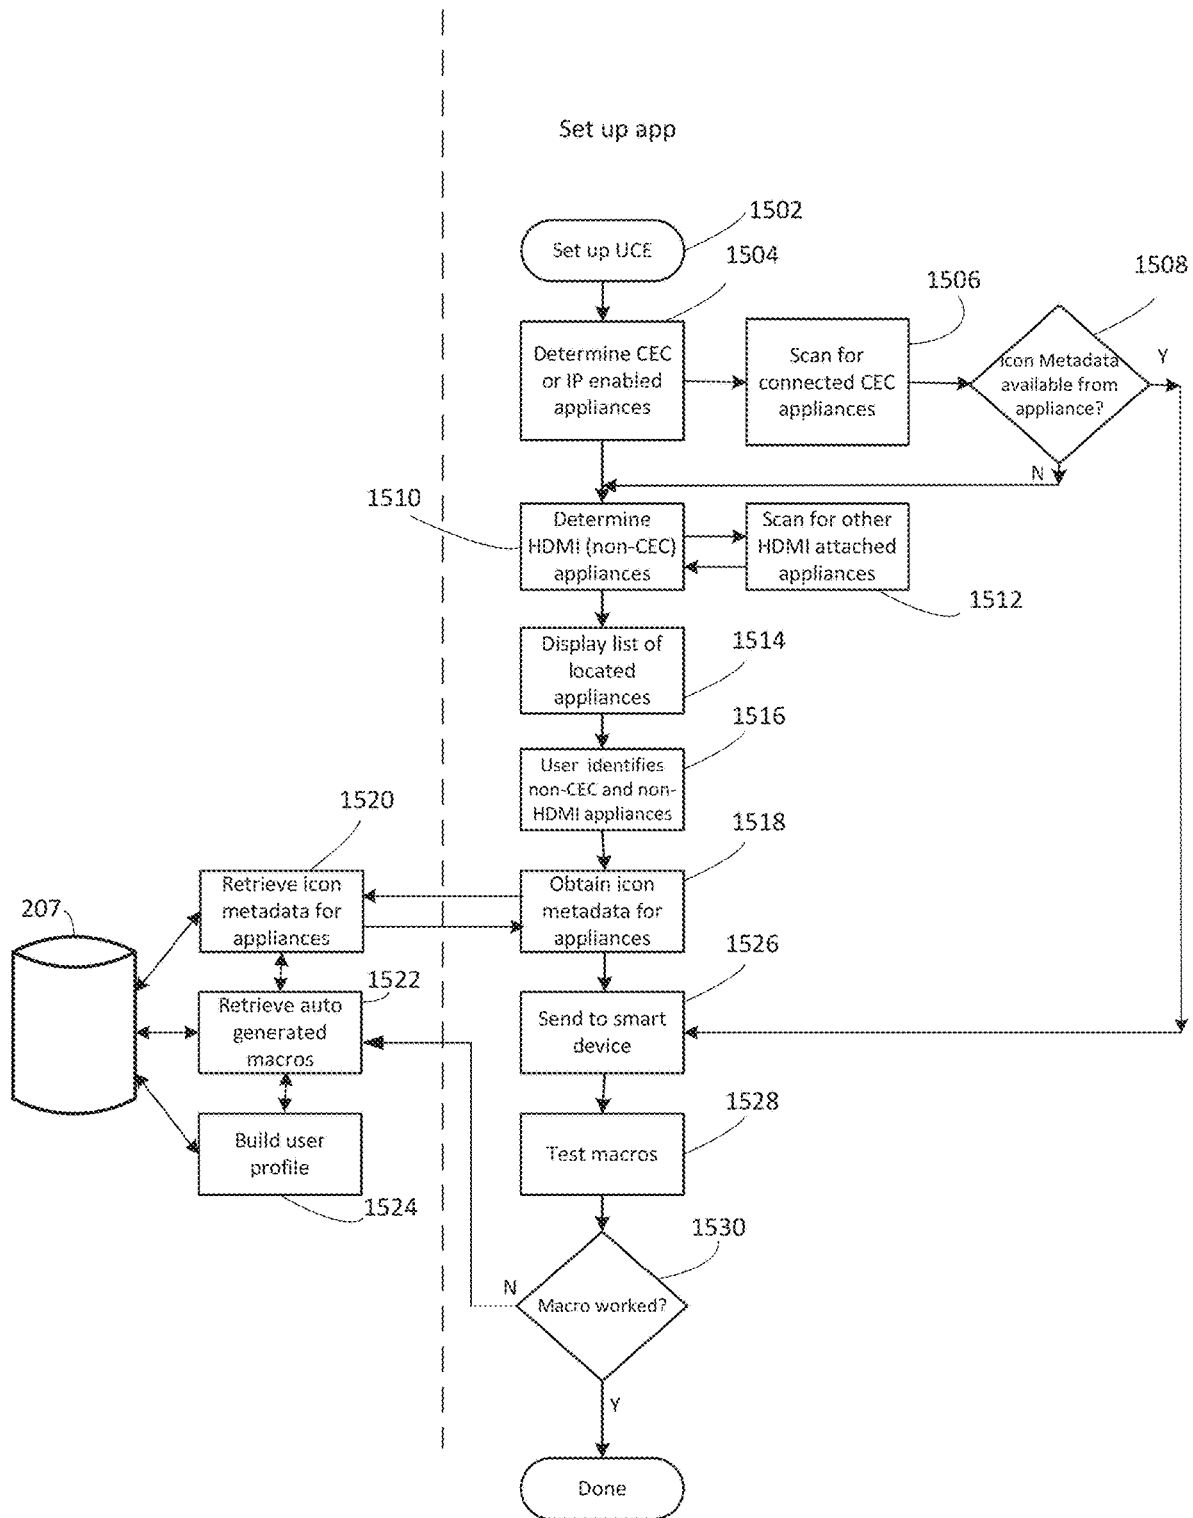 Set up app
1502
Set up UCE
1504
1506
1508
Determine CEC
or IP enabled
appliances
Scan for
connected CEC
appliances
Icon Metadata
available from
appliance?
Y
N
1510
Determine
HDMI (non-CEC)
appliances
Scan for other
HDMI attached
appliances
1512
Display list of
located
appliances
1514
1516
User identifies
non-CEC and non-
HDMI appliances
1520
1518
Retrieve icon
metadata for
appliances
Obtain icon
metadata for
appliances
207
1526
1522
Retrieve auto
generated
macros
Send to smart
device
1528
Build user
profile
Test macros
1524
1530
N
Macro worked?
Y
Done